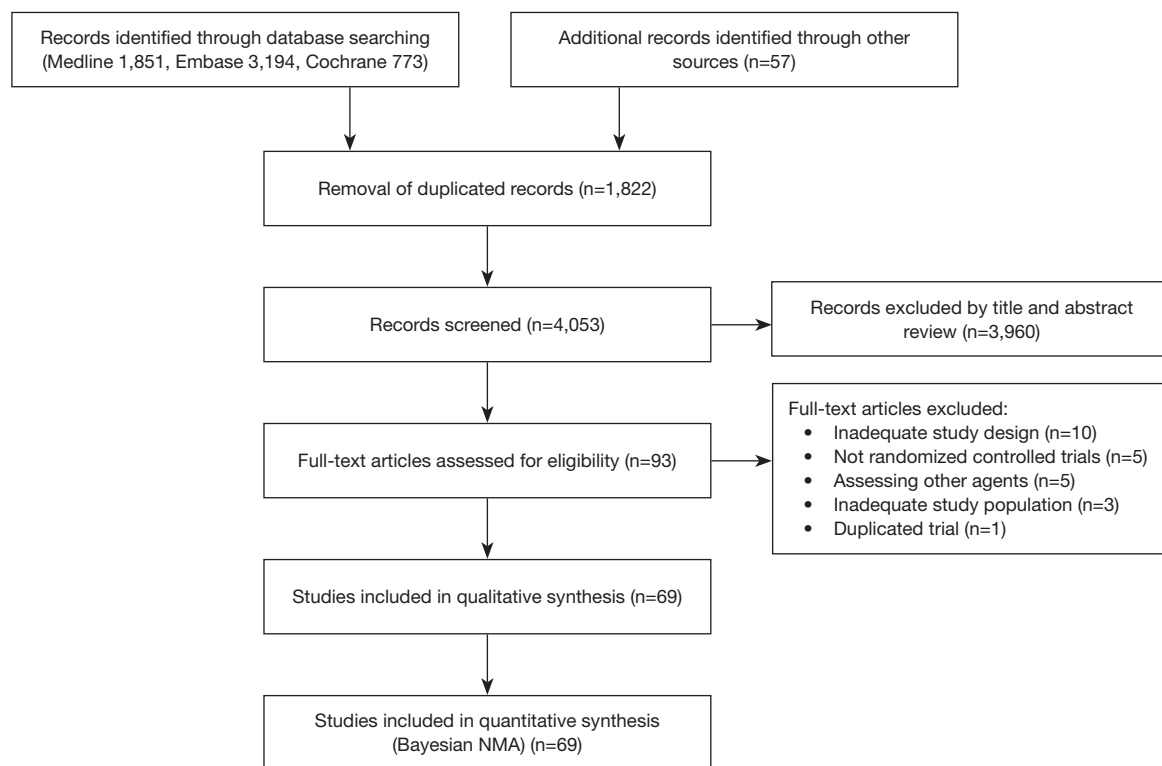 Records identified through database searching
(Medline 1,851, Embase 3,194, Cochrane 773)
Additional records identified through other
sources (n=57)
Removal of duplicated records (n=1,822)
Records screened (n=4,053)
Records excluded by title and abstract
review (n=3,960)
Full-text articles assessed for eligibility (n=93)
Full-text articles excluded:
• Inadequate study design (n=10)
• Not randomized controlled trials (n=5)
• Assessing other agents (n=5)
• Inadequate study population (n=3)
• Duplicated trial (n=1)
Studies included in qualitative synthesis (n=69)
Studies included in quantitative synthesis
(Bayesian NMA) (n=69)